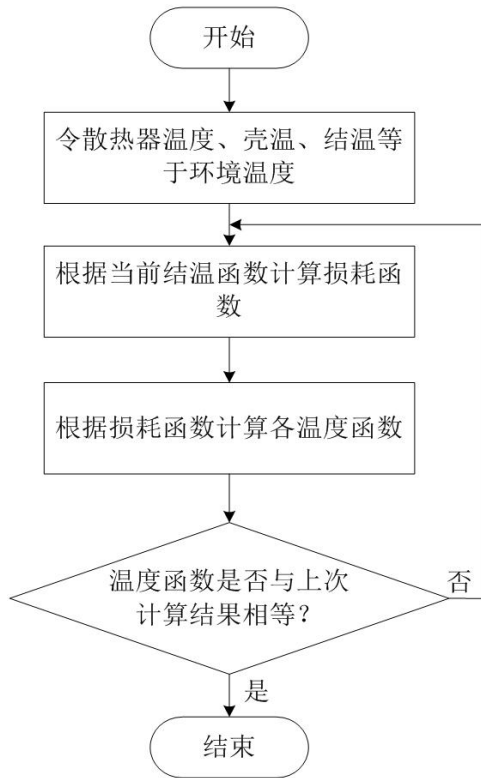 开始
令散热器温度、壳温、结温等
于环境温度
根据当前结温函数计算损耗函
数
根据损耗函数计算各温度函数
温度函数是否与上次
计算结果相等？
否
是
结束